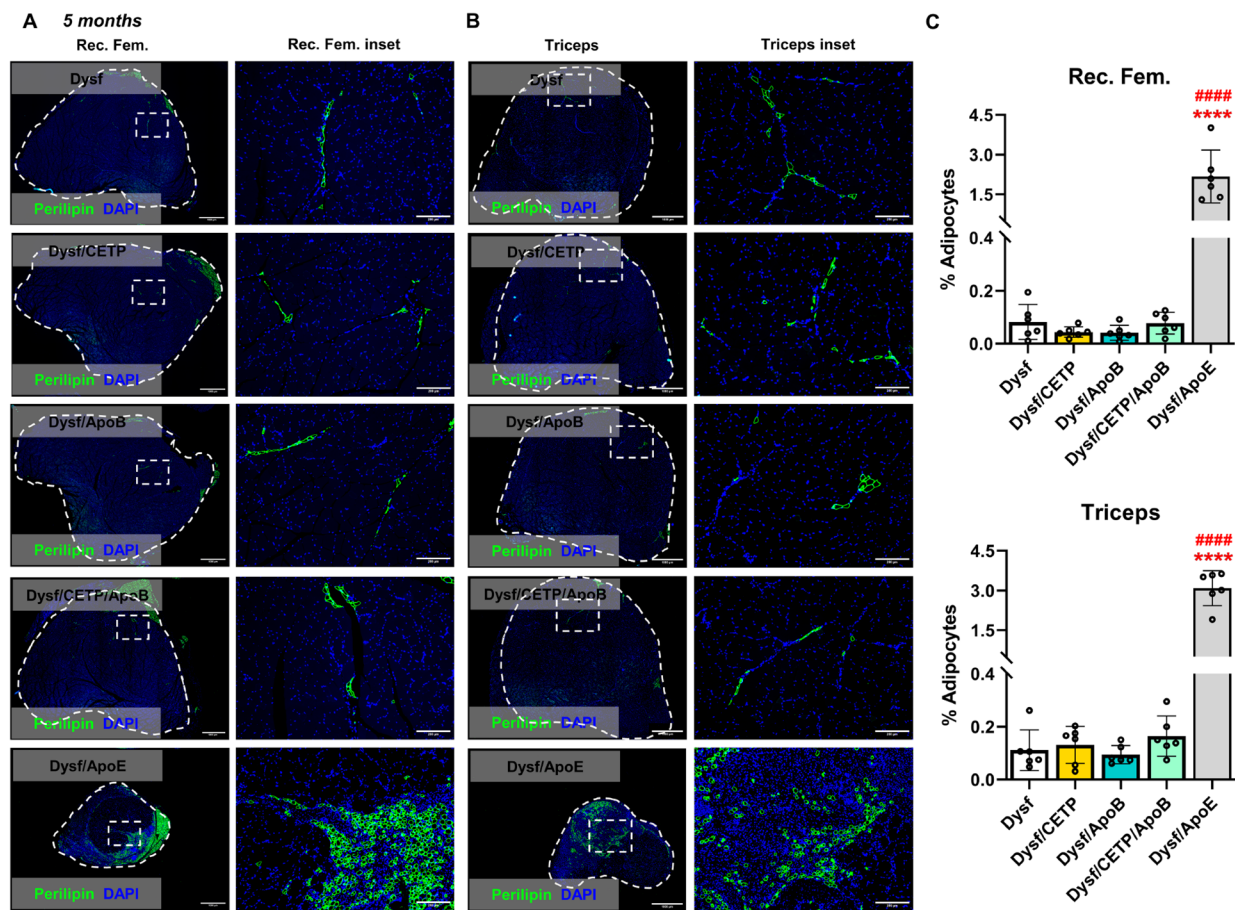 A 5 months B C
Rec. Fem. Rec. Fem. inset Triceps Triceps inset
Dysf Dysf
Perilipin DAPI Perilipin DAPI
Dysf/CETP Dysf/CETP
Perilipin DAPI Perilipin DAPI
Dysf/ApoB Dysf/ApoB
Perilipin DAPI Perilipin DAPI
Dysf/CETP/ApoB Dysf/CETP/ApoB
Perilipin DAPI Perilipin DAPI
Dysf/ApoE Dysf/ApoE
Perilipin DAPI Perilipin DAPI
Rec. Fem.
####
****
4.5
3.0
1.5
0.4
0.2
0.0
% Adipocytes
Dysf
Dysf/CETP
Dysf/ApoB
Dysf/CETP/ApoB
Dysf/ApoE
Triceps
####
****
4.5
3.0
1.5
0.4
0.2
0.0
% Adipocytes
Dysf
Dysf/CETP
Dysf/ApoB
Dysf/CETP/ApoB
Dysf/ApoE